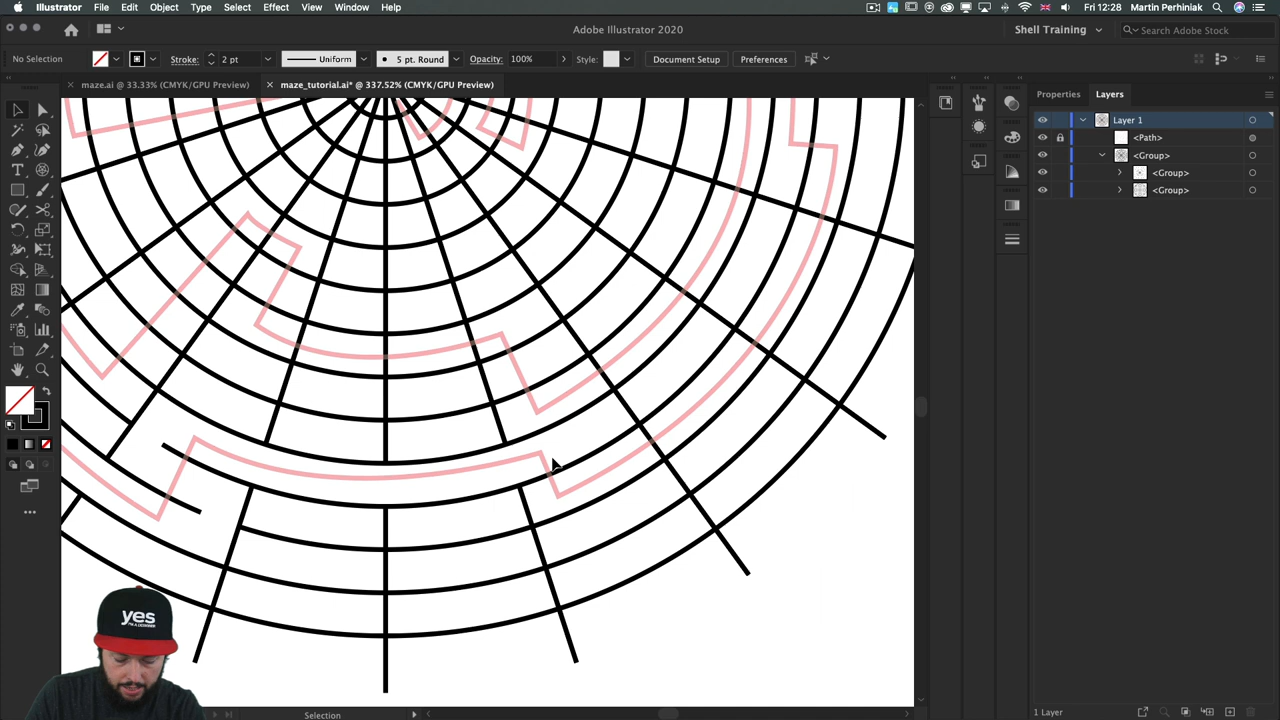 Illustrator File Edit Object Type Select Effect View Window Help
Fri 12:28 Martin Perhiniak
Adobe Illustrator 2020
Shell Training
Search Adobe Stock
No Selection Stroke: 2 pt Uniform 5 pt. Round Opacity: 100% Style: Document Setup Preferences
maze.ai @ 33.33% (CMYK/GPU Preview) maze_tutorial.ai* @ 337.52% (CMYK/GPU Preview)
Properties Layers
Layer 1
<Path>
<Group>
<Group>
<Group>
yes
I'M A DESIGNER
Selection
1 Layer